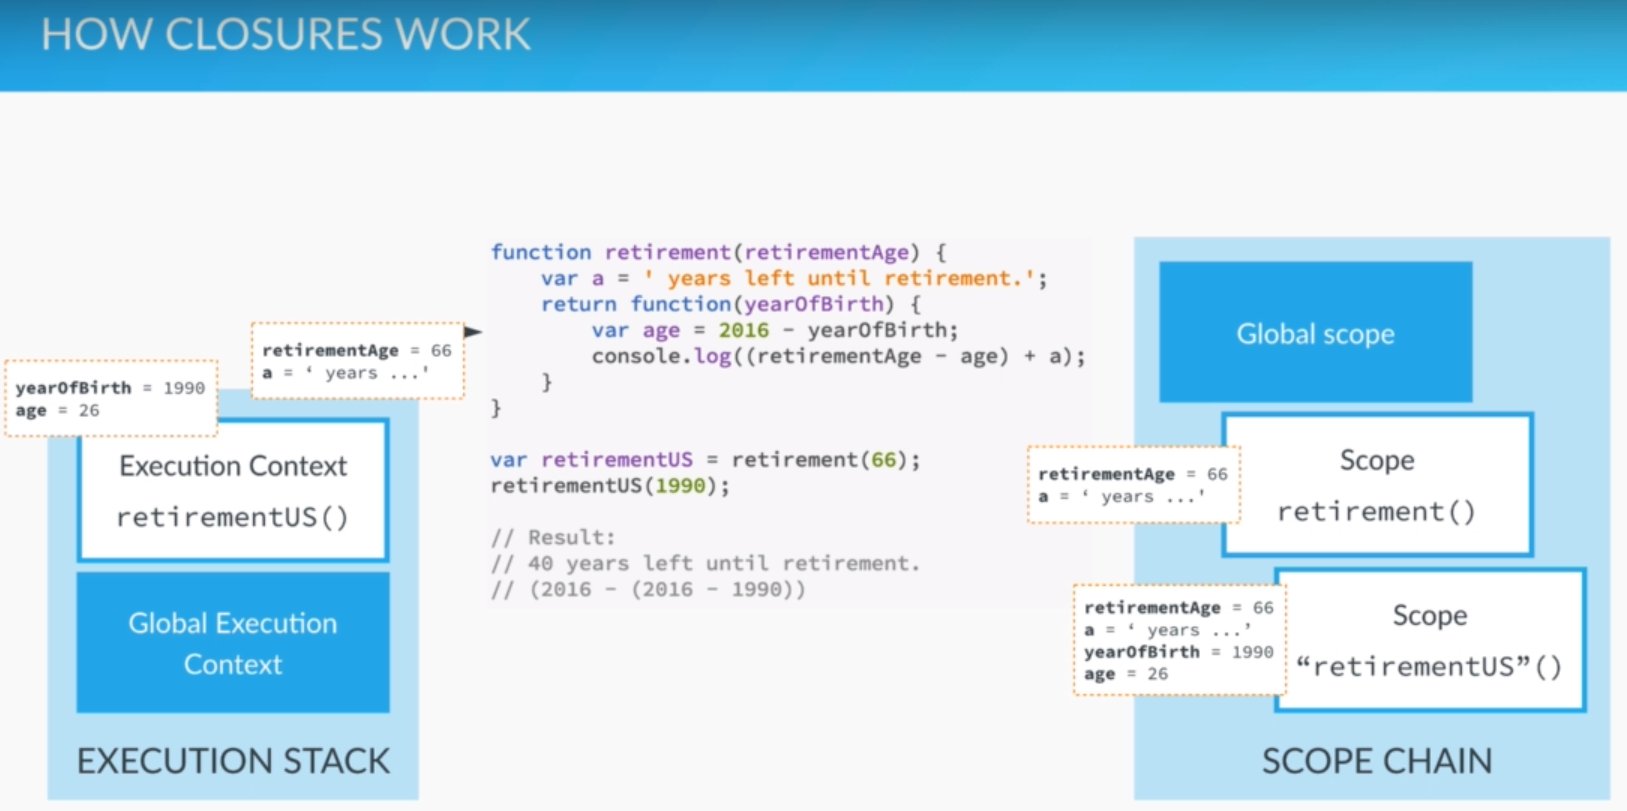 HOW CLOSURES WORK
yearOfBirth = 1990
age = 26
retirementAge = 66
a = ‘ years ...'
Execution Context
retirementUS()
Global Execution
Context
EXECUTION STACK
function retirement(retirementAge) {
    var a = ' years left until retirement.';
    return function(yearOfBirth) {
        var age = 2016 - yearOfBirth;
        console.log((retirementAge - age) + a);
    }
}
var retirementUS = retirement(66);
retirementUS(1990);
// Result:
// 40 years left until retirement.
// (2016 - (2016 - 1990))
Global scope
retirementAge = 66
a = ‘ years ...'
Scope
retirement()
retirementAge = 66
a = ‘ years ...’
yearOfBirth = 1990
age = 26
Scope
“retirementUS”()
SCOPE CHAIN